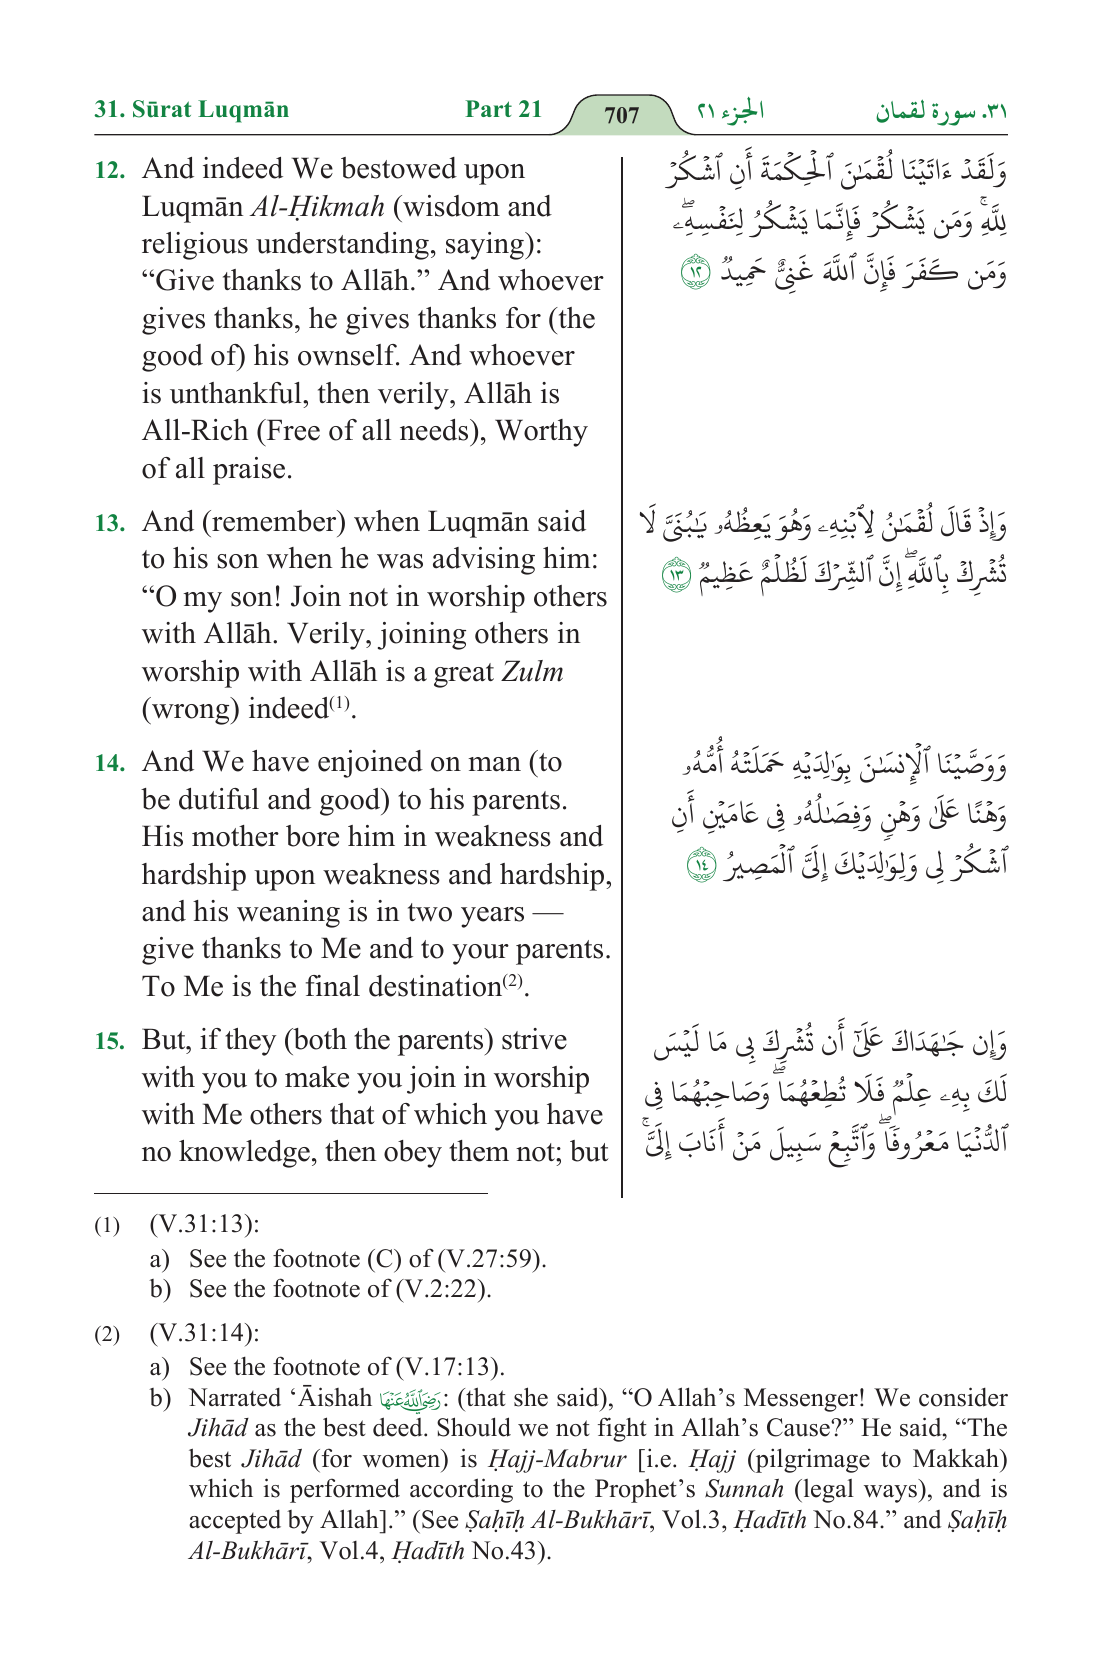 31. Sūrat Luqmān Part 21 707 الجزء ٢١ ٣١. سورة لقمان
12. And indeed We bestowed upon
Luqmān Al-Ḥikmah (wisdom and
religious understanding, saying):
“Give thanks to Allāh.” And whoever
gives thanks, he gives thanks for (the
good of) his ownself. And whoever
is unthankful, then verily, Allāh is
All-Rich (Free of all needs), Worthy
of all praise.
وَلَقَدْ ءَاتَيْنَا لُقْمَـٰنَ ٱلْحِكْمَةَ أَنِ ٱشْكُرْ
لِلَّهِ ۚ وَمَن يَشْكُرْ فَإِنَّمَا يَشْكُرُ لِنَفْسِهِۦ ۖ
وَمَن كَفَرَ فَإِنَّ ٱللَّهَ غَنِىٌّ حَمِيدٌ ١٢
13. And (remember) when Luqmān said
to his son when he was advising him:
“O my son! Join not in worship others
with Allāh. Verily, joining others in
worship with Allāh is a great Zulm
(wrong) indeed(1).
وَإِذْ قَالَ لُقْمَـٰنُ لِٱبْنِهِۦ وَهُوَ يَعِظُهُۥ يَـٰبُنَىَّ لَا
تُشْرِكْ بِٱللَّهِ ۖ إِنَّ ٱلشِّرْكَ لَظُلْمٌ عَظِيمٌ ١٣
14. And We have enjoined on man (to
be dutiful and good) to his parents.
His mother bore him in weakness and
hardship upon weakness and hardship,
and his weaning is in two years —
give thanks to Me and to your parents.
To Me is the final destination(2).
وَوَصَّيْنَا ٱلْإِنسَـٰنَ بِوَٰلِدَيْهِ حَمَلَتْهُ أُمُّهُۥ
وَهْنًا عَلَىٰ وَهْنٍ وَفِصَـٰلُهُۥ فِى عَامَيْنِ أَنِ
ٱشْكُرْ لِى وَلِوَٰلِدَيْكَ إِلَىَّ ٱلْمَصِيرُ ١٤
15. But, if they (both the parents) strive
with you to make you join in worship
with Me others that of which you have
no knowledge, then obey them not; but
وَإِن جَـٰهَدَاكَ عَلَىٰٓ أَن تُشْرِكَ بِى مَا لَيْسَ
لَكَ بِهِۦ عِلْمٌ فَلَا تُطِعْهُمَا ۖ وَصَاحِبْهُمَا فِى
ٱلدُّنْيَا مَعْرُوفًا ۖ وَٱتَّبِعْ سَبِيلَ مَنْ أَنَابَ إِلَىَّ ۚ
(1) (V.31:13):
a) See the footnote (C) of (V.27:59).
b) See the footnote of (V.2:22).
(2) (V.31:14):
a) See the footnote of (V.17:13).
b) Narrated ‘Āishah رَضِيَ اللَّهُ عَنْهَا: (that she said), “O Allah’s Messenger! We consider
Jihād as the best deed. Should we not fight in Allah’s Cause?” He said, “The
best Jihād (for women) is Ḥajj-Mabrur [i.e. Ḥajj (pilgrimage to Makkah)
which is performed according to the Prophet’s Sunnah (legal ways), and is
accepted by Allah].” (See Ṣaḥīḥ Al-Bukhārī, Vol.3, Ḥadīth No.84.” and Ṣaḥīḥ
Al-Bukhārī, Vol.4, Ḥadīth No.43).